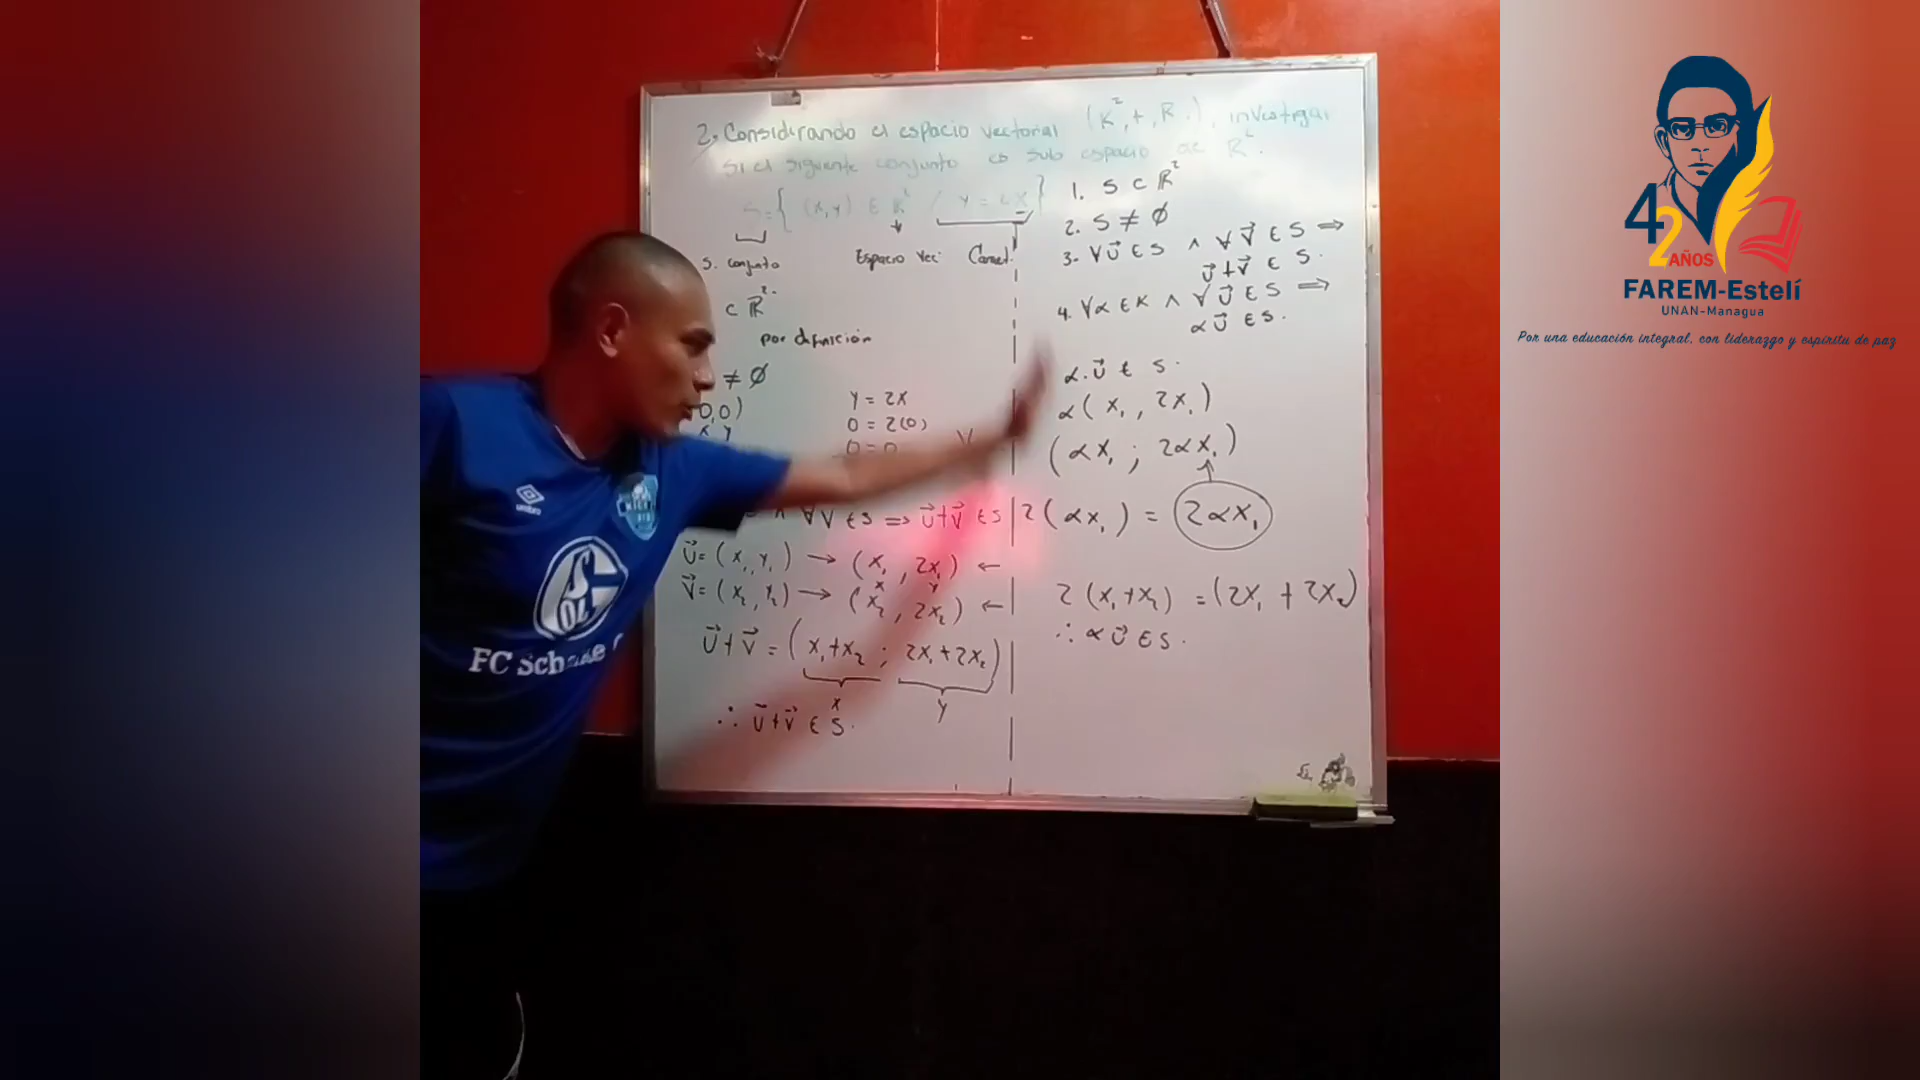 2. Considerando el espacio vectorial (K², +, R .), investigar
si el siguiente conjunto es sub espacio de R².
S={ (x,y) ∈ R² / y = 2x }
S. conjunto
Espacio Vec
⊂ R².
por definición
≠ ∅
0,0)
x y
y = 2x
0 = 2(0)
0 = 0
∧ ∀V ∈ S ⇒ U⃗+V⃗ ∈ S
U⃗ = (x₁, y₁) → (x₁, 2x₁) ←
V⃗ = (x₂, y₂) → (x₂, 2x₂) ←
U⃗+V⃗ = (x₁+x₂ ; 2x₁+2x₂)
x y
∴ U⃗+V⃗ ∈ S.
1. S ⊂ R²
2. S ≠ ∅
3. ∀U⃗ ∈ S ∧ ∀V⃗ ∈ S ⇒
U⃗+V⃗ ∈ S.
4. ∀α ∈ K ∧ ∀U⃗ ∈ S ⇒
αU⃗ ∈ S.
α.U⃗ ∈ S.
α(x₁, 2x₁)
(αx₁ ; 2αx₁)
2(αx₁) = 2αx₁
2(x₁+x₂) = (2x₁ + 2x₂)
∴ αU⃗ ∈ S.
umbro
FC Schalke
42
AÑOS
FAREM-Estelí
UNAN-Managua
Por una educación integral, con liderazgo y espíritu de paz